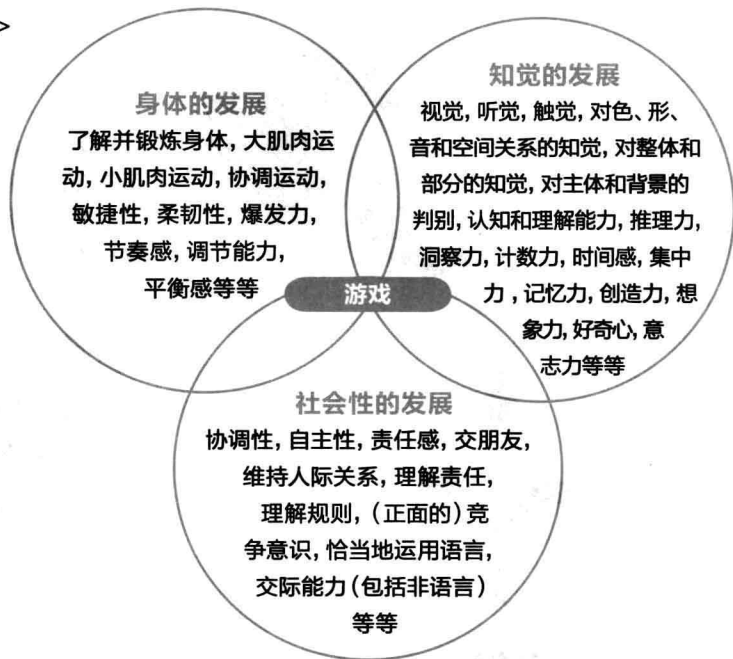 >
身体的发展
了解并锻炼身体, 大肌肉运
动, 小肌肉运动, 协调运动,
敏捷性, 柔韧性, 爆发力,
节奏感, 调节能力,
平衡感等等
知觉的发展
视觉, 听觉, 触觉, 对色、形、
音和空间关系的知觉, 对整体和
部分的知觉, 对主体和背景的
判别, 认知和理解能力, 推理力,
洞察力, 计数力, 时间感, 集中
力, 记忆力, 创造力, 想
象力, 好奇心, 意
志力等等
游戏
社会性的发展
协调性, 自主性, 责任感, 交朋友,
维持人际关系, 理解责任,
理解规则, (正面的) 竞
争意识, 恰当地运用语言,
交际能力 (包括非语言)
等等